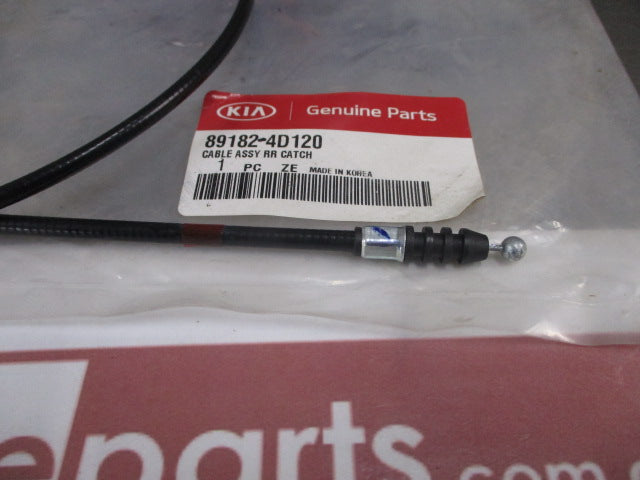 KIA Genuine Parts
89182-4D120
CABLE ASSY RR CATCH
1 PC ZE MADE IN KOREA
eparts.com.